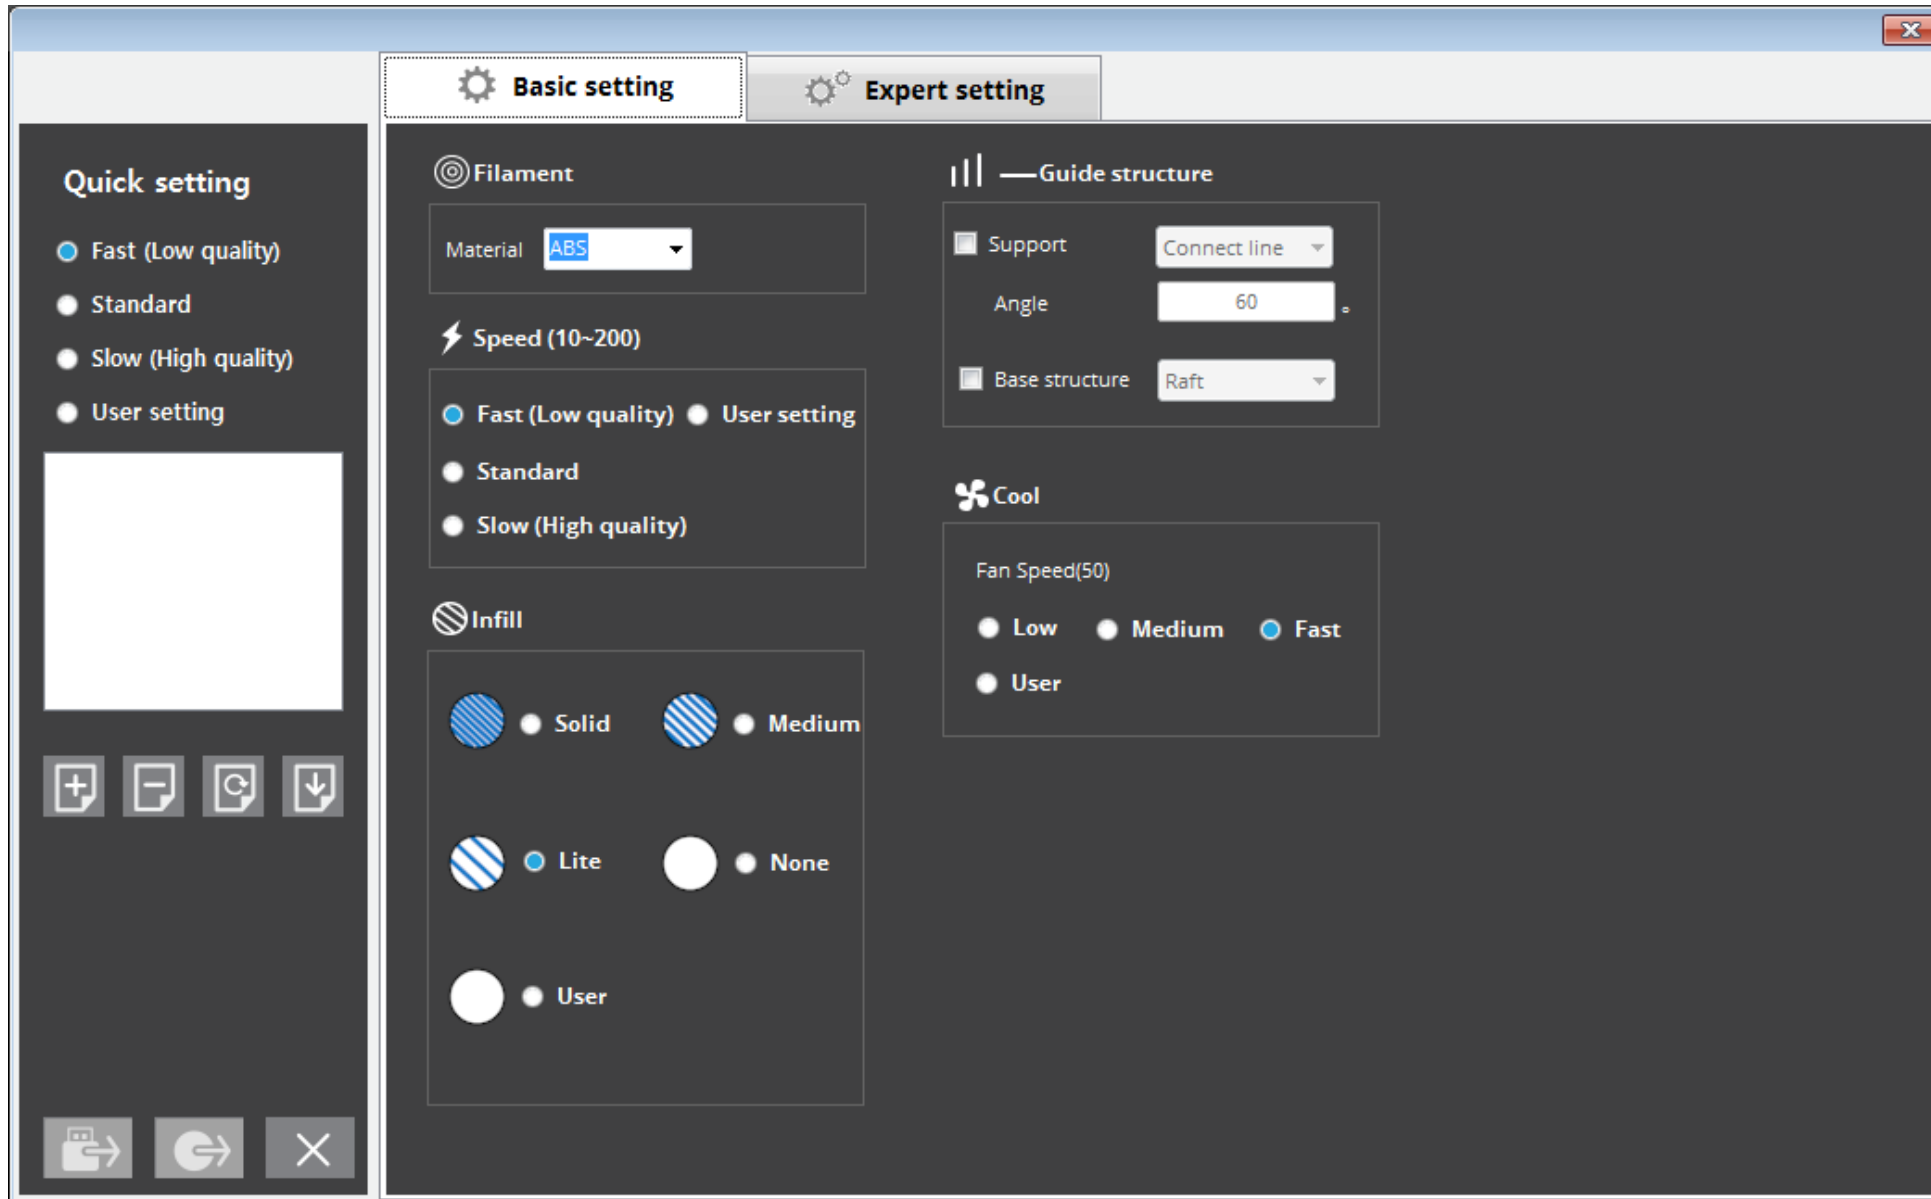 Basic setting
Expert setting
Quick setting
Fast (Low quality)
Standard
Slow (High quality)
User setting
Filament
Material ABS
Speed (10~200)
Fast (Low quality) User setting
Standard
Slow (High quality)
Infill
Solid Medium
Lite None
User
Guide structure
Support Connect line
Angle 60 °
Base structure Raft
Cool
Fan Speed(50)
Low Medium Fast
User